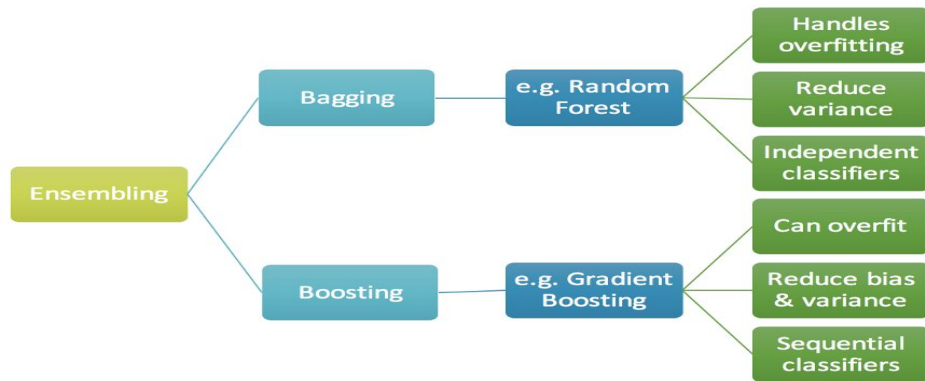 Ensembling
Bagging
e.g. Random
Forest
Handles
overfitting
Reduce
variance
Independent
classifiers
Boosting
e.g. Gradient
Boosting
Can overfit
Reduce bias
& variance
Sequential
classifiers